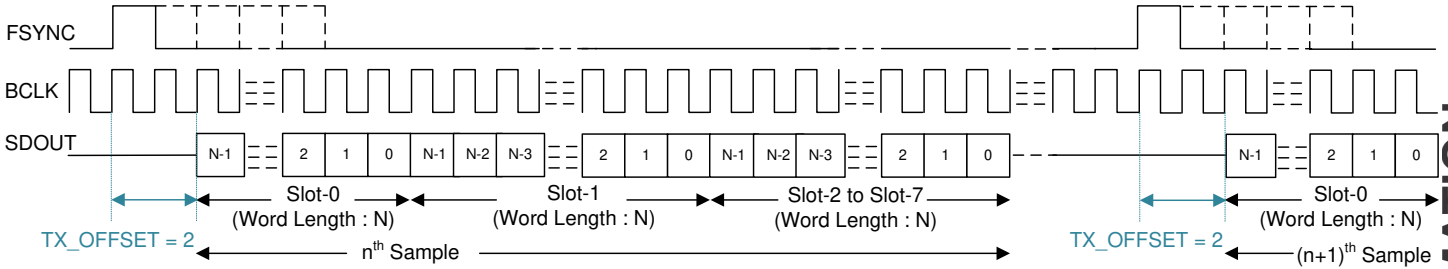 FSYNC
BCLK
SDOUT
N-1 2 1 0 N-1 N-2 N-3 2 1 0 N-1 N-2 N-3 2 1 0 N-1 2 1 0
Slot-0 (Word Length : N)
Slot-1 (Word Length : N)
Slot-2 to Slot-7 (Word Length : N)
Slot-0 (Word Length : N)
TX_OFFSET = 2
nth Sample
TX_OFFSET = 2
(n+1)th Sample